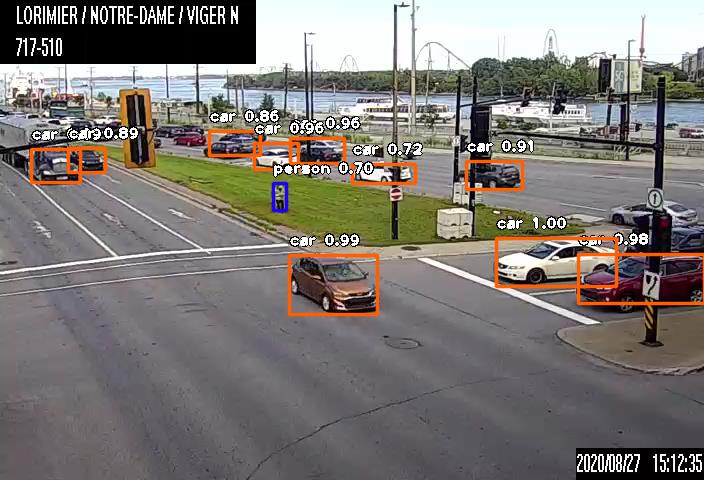 LORIMIER / NOTRE-DAME / VIGER N
717-510
car 0.86
car 0.96
0.96
car 0.89
car 0.72
car 0.91
person 0.70
car 1.00
car 0.98
car 0.99
2020/08/27 15:12:35